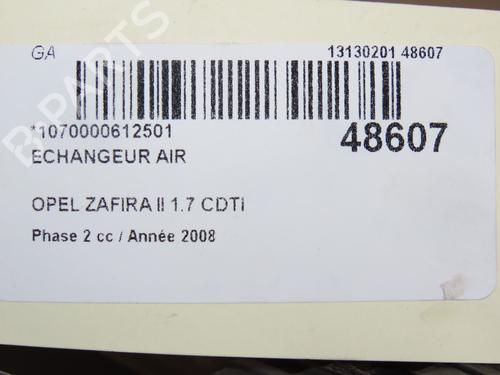 GA
13130201 48607
*1070000612501
48607
ECHANGEUR AIR
OPEL ZAFIRA II 1.7 CDTI
Phase 2 cc / Année 2008
B-PARTS